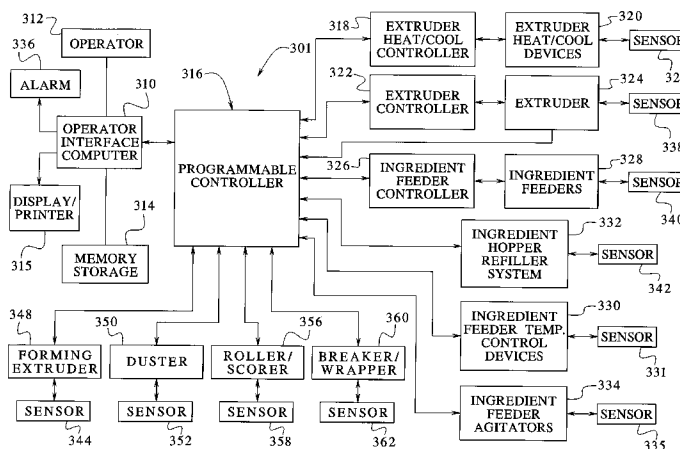 312
OPERATOR
336
ALARM
310
OPERATOR
INTERFACE
COMPUTER
DISPLAY/
PRINTER
315
314
MEMORY
STORAGE
301
316
PROGRAMMABLE
CONTROLLER
318
EXTRUDER
HEAT/COOL
CONTROLLER
320
EXTRUDER
HEAT/COOL
DEVICES
SENSOR
322
EXTRUDER
CONTROLLER
324
EXTRUDER
SENSOR
338
326
INGREDIENT
FEEDER
CONTROLLER
328
INGREDIENT
FEEDERS
SENSOR
340
332
INGREDIENT
HOPPER
REFILLER
SYSTEM
SENSOR
342
330
INGREDIENT
FEEDER TEMP.
CONTROL
DEVICES
SENSOR
331
334
INGREDIENT
FEEDER
AGITATORS
SENSOR
335
348
FORMING
EXTRUDER
SENSOR
344
350
DUSTER
SENSOR
352
356
ROLLER/
SCORER
SENSOR
358
360
BREAKER/
WRAPPER
SENSOR
362